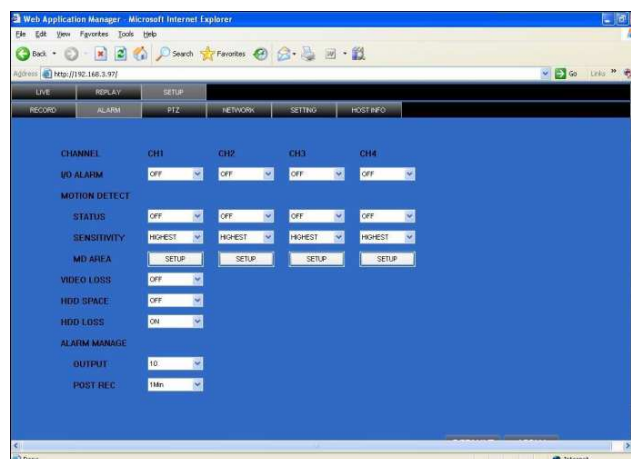 Web Application Manager - Microsoft Internet Explorer
File Edit View Favorites Tools Help
Back Search Favorites
Address http://192.168.3.97/ Go Links »
LIVE REPLAY SETUP
RECORD ALARM PTZ NETWORK SETTING HOST INFO
CHANNEL CH1 CH2 CH3 CH4
I/O ALARM OFF OFF OFF OFF
MOTION DETECT
STATUS OFF OFF OFF OFF
SENSITIVITY HIGHEST HIGHEST HIGHEST HIGHEST
MD AREA SETUP SETUP SETUP SETUP
VIDEO LOSS OFF
HDD SPACE OFF
HDD LOSS ON
ALARM MANAGE
OUTPUT 10
POST REC 1Min
Internet